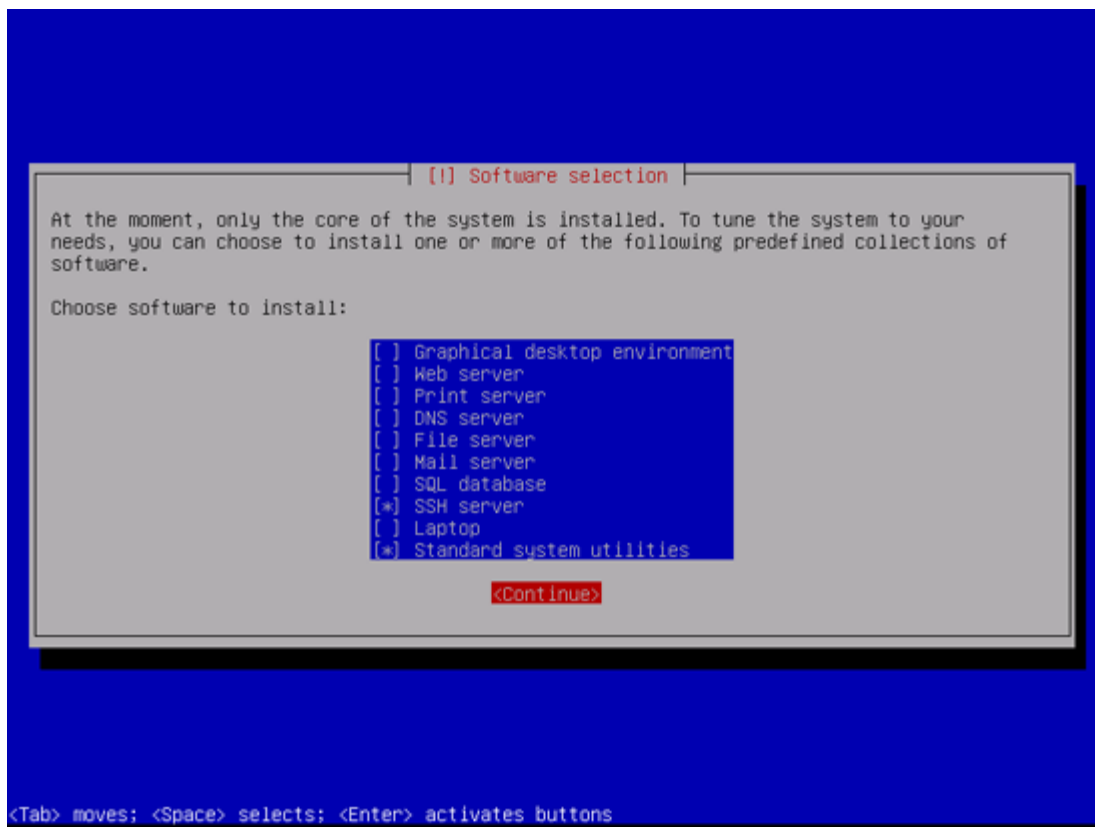 [!] Software selection
At the moment, only the core of the system is installed. To tune the system to your
needs, you can choose to install one or more of the following predefined collections of
software.
Choose software to install:
[ ] Graphical desktop environment
[ ] Web server
[ ] Print server
[ ] DNS server
[ ] File server
[ ] Mail server
[ ] SQL database
[*] SSH server
[ ] Laptop
[*] Standard system utilities
<Continue>
<Tab> moves; <Space> selects; <Enter> activates buttons